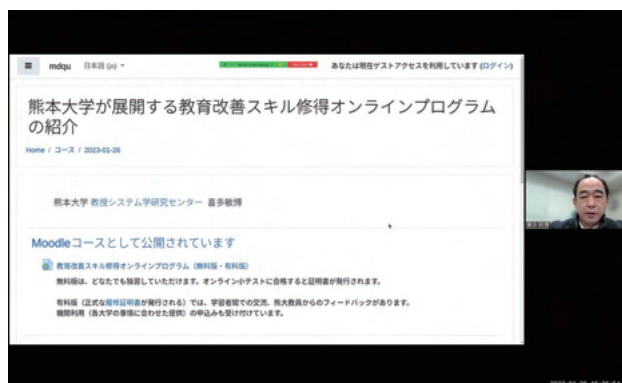 mdqu 日本語 (ja)
あなたは現在ゲストアクセスを利用しています (ログイン)
熊本大学が展開する教育改善スキル修得オンラインプログラム
の紹介
Home / コース / 2023-01-26
熊本大学 教授システム学研究センター 喜多敏博
Moodleコースとして公開されています
教育改善スキル修得オンラインプログラム（無料版・有料版）
無料版は、どなたでも独習していただけます。オンライン小テストに合格すると証明書が発行されます。
有料版（正式な履修証明書が発行される）では、学習者間での交流、熊大教員からのフィードバックがあります。
機関利用（各大学の事情に合わせた提供）の申込みも受け付けています。